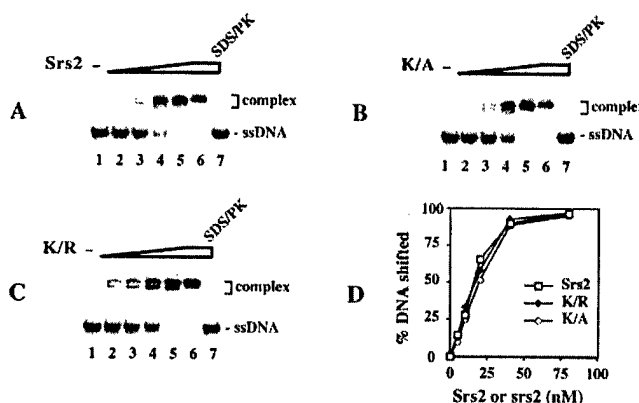 SDS/PK
Srs2 –
A
] complex
- ssDNA
1 2 3 4 5 6 7
SDS/PK
K/A –
B
] complex
- ssDNA
1 2 3 4 5 6 7
SDS/PK
K/R –
C
] complex
- ssDNA
1 2 3 4 5 6 7
D
% DNA shifted
100
75
50
25
0
0 25 50 75 100
Srs2
K/R
K/A
Srs2 or srs2 (nM)